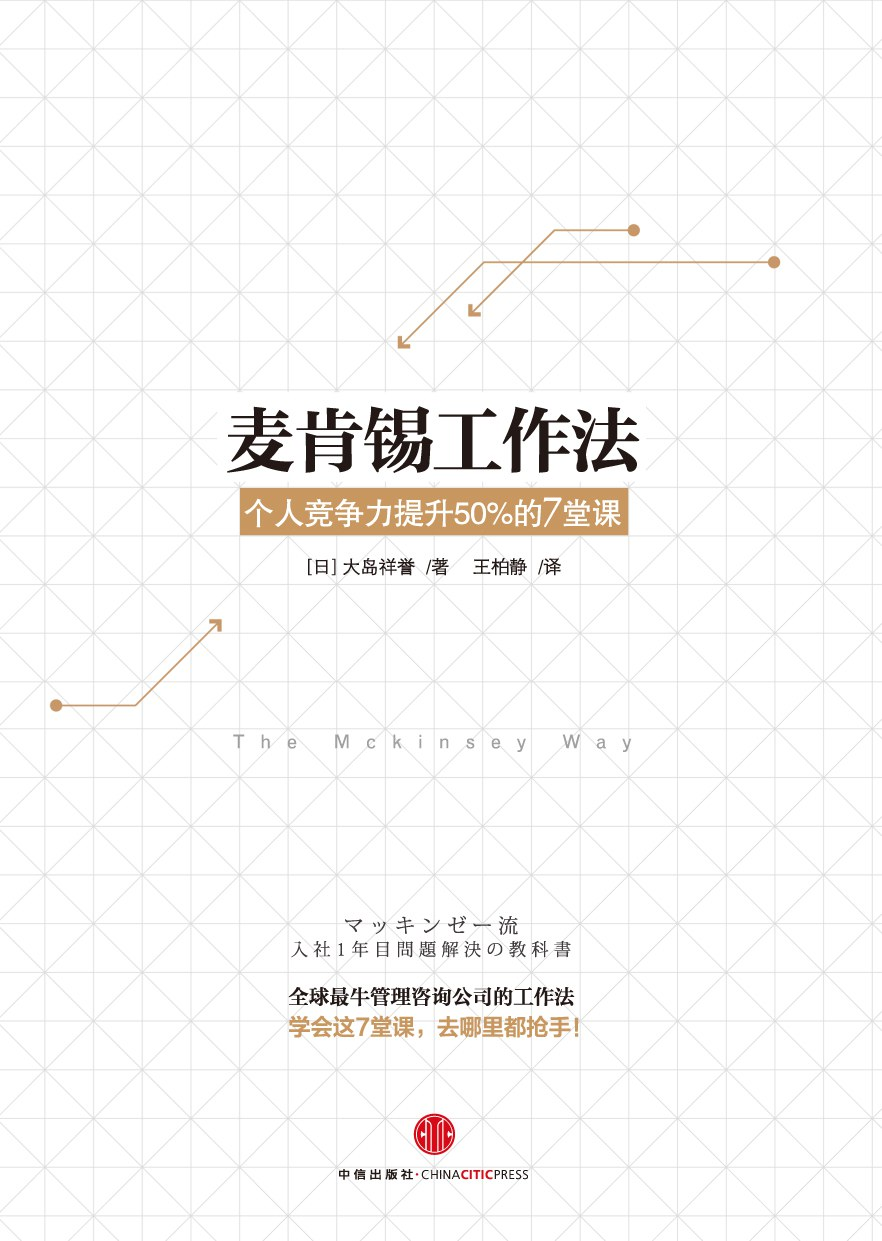 麦肯锡工作法
个人竞争力提升50%的7堂课
[日] 大岛祥誉 /著 王柏静 /译
The Mckinsey Way
マッキンゼー流
入社1年目問題解決の教科書
全球最牛管理咨询公司的工作法
学会这7堂课，去哪里都抢手！
中信出版社·CHINACITICPRESS